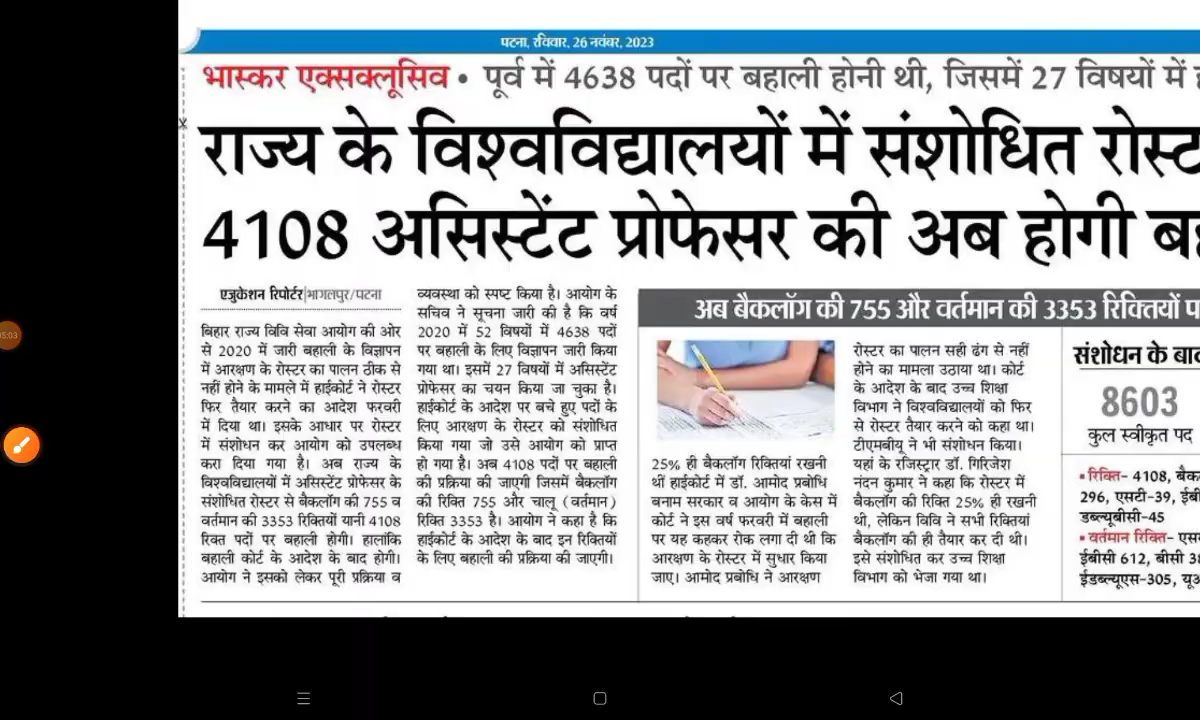 पटना, रविवार, 26 नवंबर, 2023
भास्कर एक्सक्लूसिव • पूर्व में 4638 पदों पर बहाली होनी थी, जिसमें 27 विषयों में
राज्य के विश्वविद्यालयों में संशोधित रोस्ट
4108 असिस्टेंट प्रोफेसर की अब होगी
एजुकेशन रिपोर्टर|भागलपुर/पटना
बिहार राज्य विवि सेवा आयोग की ओर
से 2020 में जारी बहाली के विज्ञापन
में आरक्षण के रोस्टर का पालन ठीक से
नहीं होने के मामले में हाईकोर्ट ने रोस्टर
फिर तैयार करने का आदेश फरवरी
में दिया था। इसके आधार पर रोस्टर
में संशोधन कर आयोग को उपलब्ध
करा दिया गया है। अब राज्य के
विश्वविद्यालयों में असिस्टेंट प्रोफेसर के
संशोधित रोस्टर से बैकलॉग की 755 व
वर्तमान की 3353 रिक्तियों यानी 4108
रिक्त पदों पर बहाली होगी। हालांकि
बहाली कोर्ट के आदेश के बाद होगी।
आयोग ने इसको लेकर पूरी प्रक्रिया व
व्यवस्था को स्पष्ट किया है। आयोग के
सचिव ने सूचना जारी की है कि वर्ष
2020 में 52 विषयों में 4638 पदों
पर बहाली के लिए विज्ञापन जारी किया
गया था। इसमें 27 विषयों में असिस्टेंट
प्रोफेसर का चयन किया जा चुका है।
हाईकोर्ट के आदेश पर बचे हुए पदों के
लिए आरक्षण के रोस्टर को संशोधित
किया गया जो उसे आयोग को प्राप्त
हो गया है। अब 4108 पदों पर बहाली
की प्रक्रिया की जाएगी जिसमें बैकलॉग
की रिक्ति 755 और चालू (वर्तमान)
रिक्ति 3353 है। आयोग ने कहा है कि
हाईकोर्ट के आदेश के बाद इन रिक्तियों
के लिए बहाली की प्रक्रिया की जाएगी।
अब बैकलॉग की 755 और वर्तमान की 3353 रिक्तियों
25% ही बैकलॉग रिक्तियां रखनी
थीं हाईकोर्ट में डॉ. आमोद प्रबोधि
बनाम सरकार व आयोग के केस में
कोर्ट ने इस वर्ष फरवरी में बहाली
पर यह कहकर रोक लगा दी थी कि
आरक्षण के रोस्टर में सुधार किया
जाए। आमोद प्रबोधि ने आरक्षण
रोस्टर का पालन सही ढंग से नहीं
होने का मामला उठाया था। कोर्ट
के आदेश के बाद उच्च शिक्षा
विभाग ने विश्वविद्यालयों को फिर
से रोस्टर तैयार करने को कहा था।
टीएमबीयू ने भी संशोधन किया।
यहां के रजिस्ट्रार डॉ. गिरिजेश
नंदन कुमार ने कहा कि रोस्टर में
बैकलॉग की रिक्ति 25% ही रखनी
थी, लेकिन विवि ने सभी रिक्तियां
बैकलॉग की ही तैयार कर दी थी।
इसे संशोधित कर उच्च शिक्षा
विभाग को भेजा गया था।
संशोधन के बाद
8603
कुल स्वीकृत पद
▪ रिक्ति- 4108,
296, एसटी-39,
डब्ल्यूबीसी-45
▪ वर्तमान रिक्ति-
ईबीसी 612, बीसी
ईडब्ल्यूएस-305,
05:03